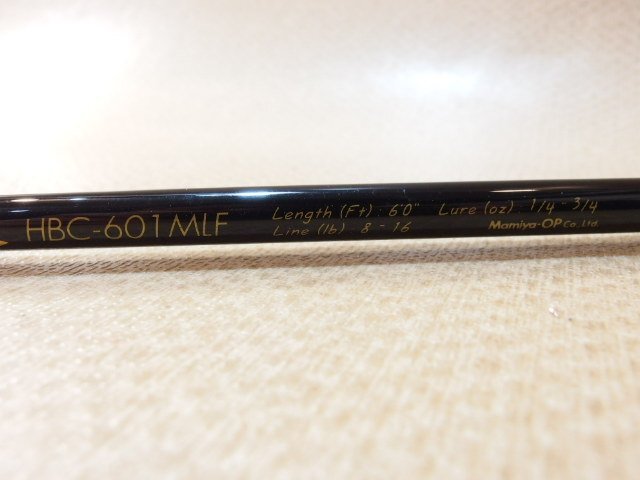 HBC-601MLF
Length (Ft) : 6'0" Lure (oz) : 1/4 - 3/4
Line (lb) : 8 - 16
Mamiya-OP Co., Ltd.